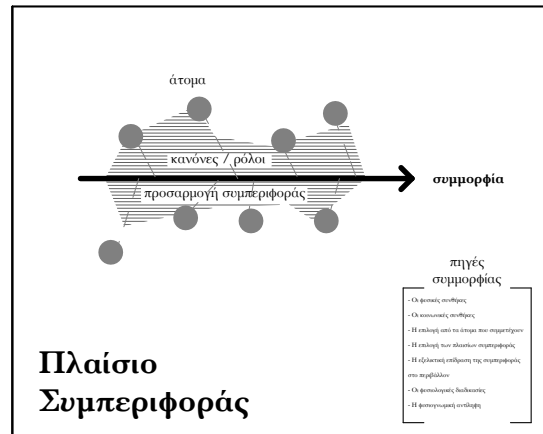 άτομα
κανόνες / ρόλοι
προσαρμογή συμπεριφοράς
συμμορφία
πηγές
συμμορφίας
- Οι φυσικές συνθήκες
- Οι κοινωνικές συνθήκες
- Η επιλογή από τα άτομα που συμμετέχουν
- Η επιλογή των πλαισίων συμπεριφοράς
- Η εξελικτική επίδραση της συμπεριφοράς
στο περιβάλλον
- Οι φυσιολογικές διαδικασίες
- Η φυσιογνωμική αντίληψη
Πλαίσιο
Συμπεριφοράς